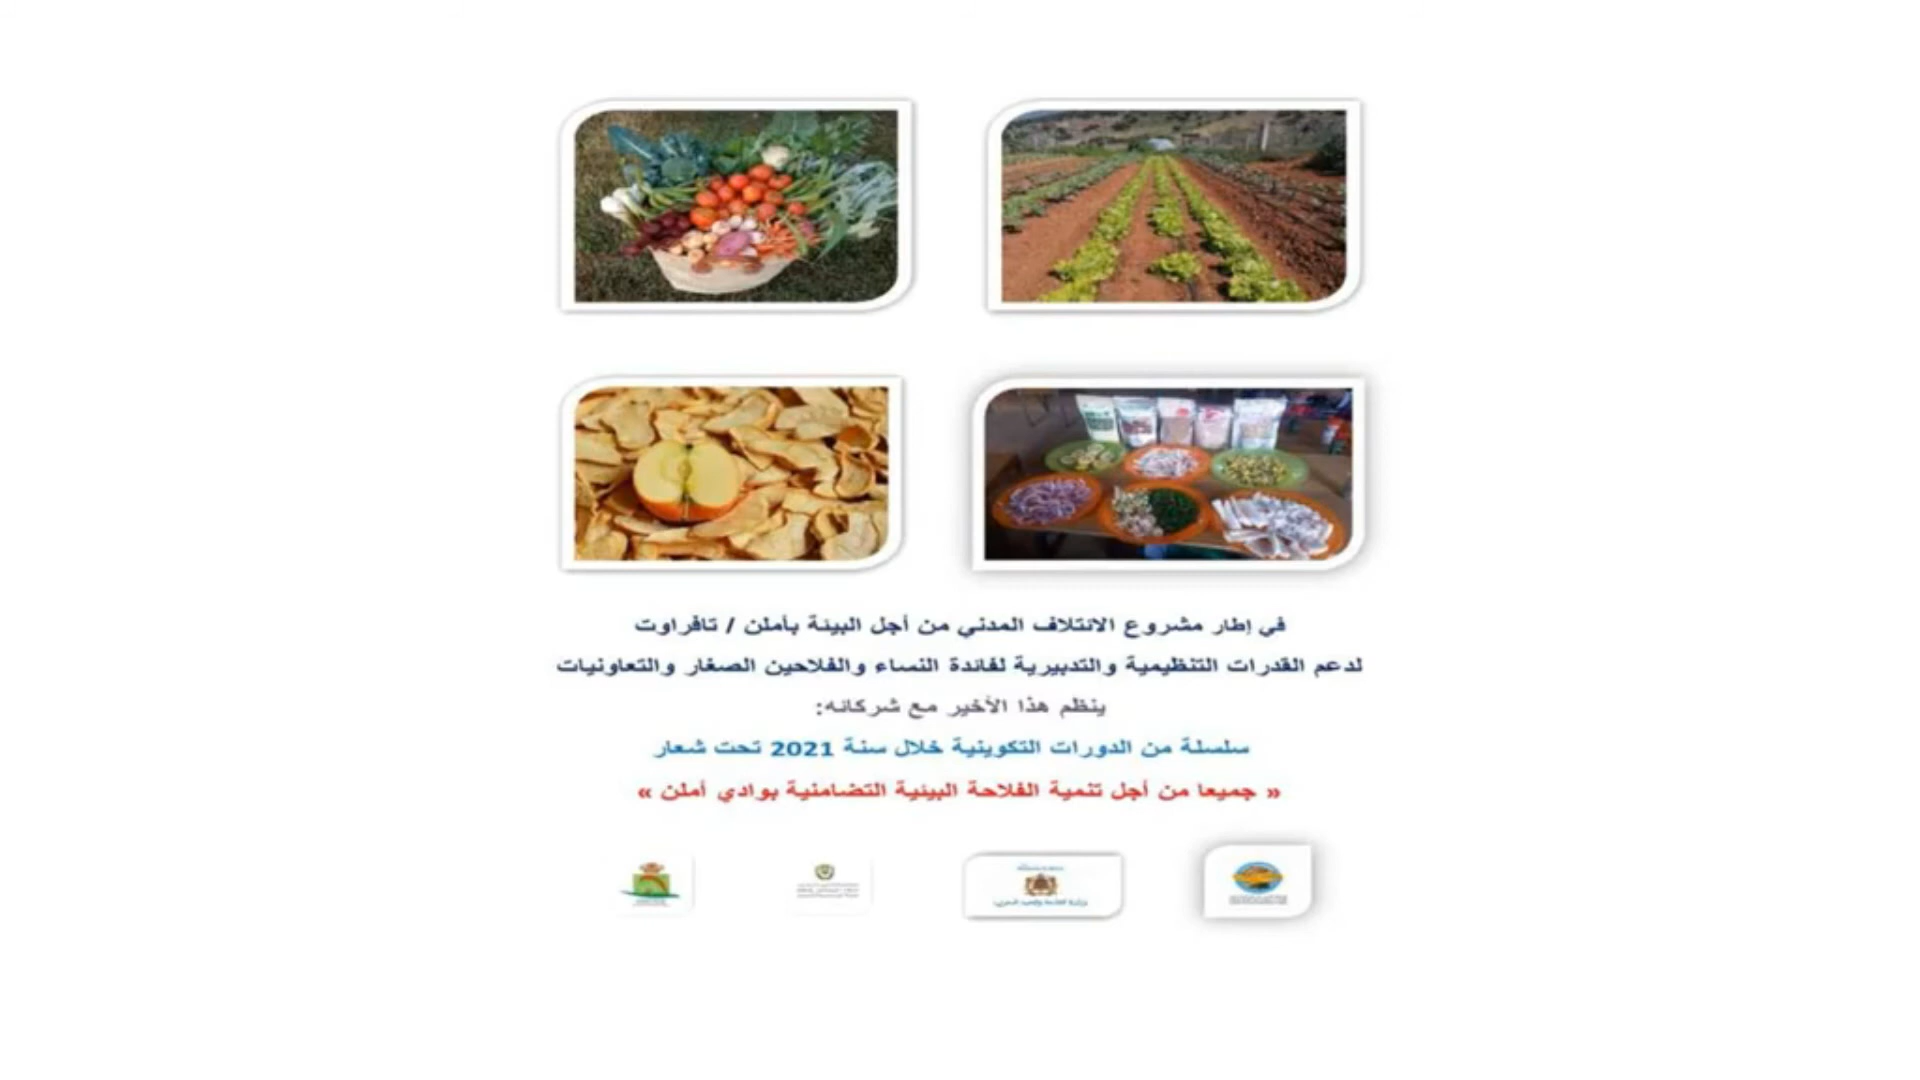 في إطار مشروع الائتلاف المدني من أجل البيئة بأملن / تافراوت
لدعم القدرات التنظيمية والتدبيرية لفائدة النساء والفلاحين الصغار والتعاونيات
ينظم هذا الأخير مع شركائه:
سلسلة من الدورات التكوينية خلال سنة 2021 تحت شعار
« جميعا من أجل تنمية الفلاحة البيئية التضامنية بوادي أملن »